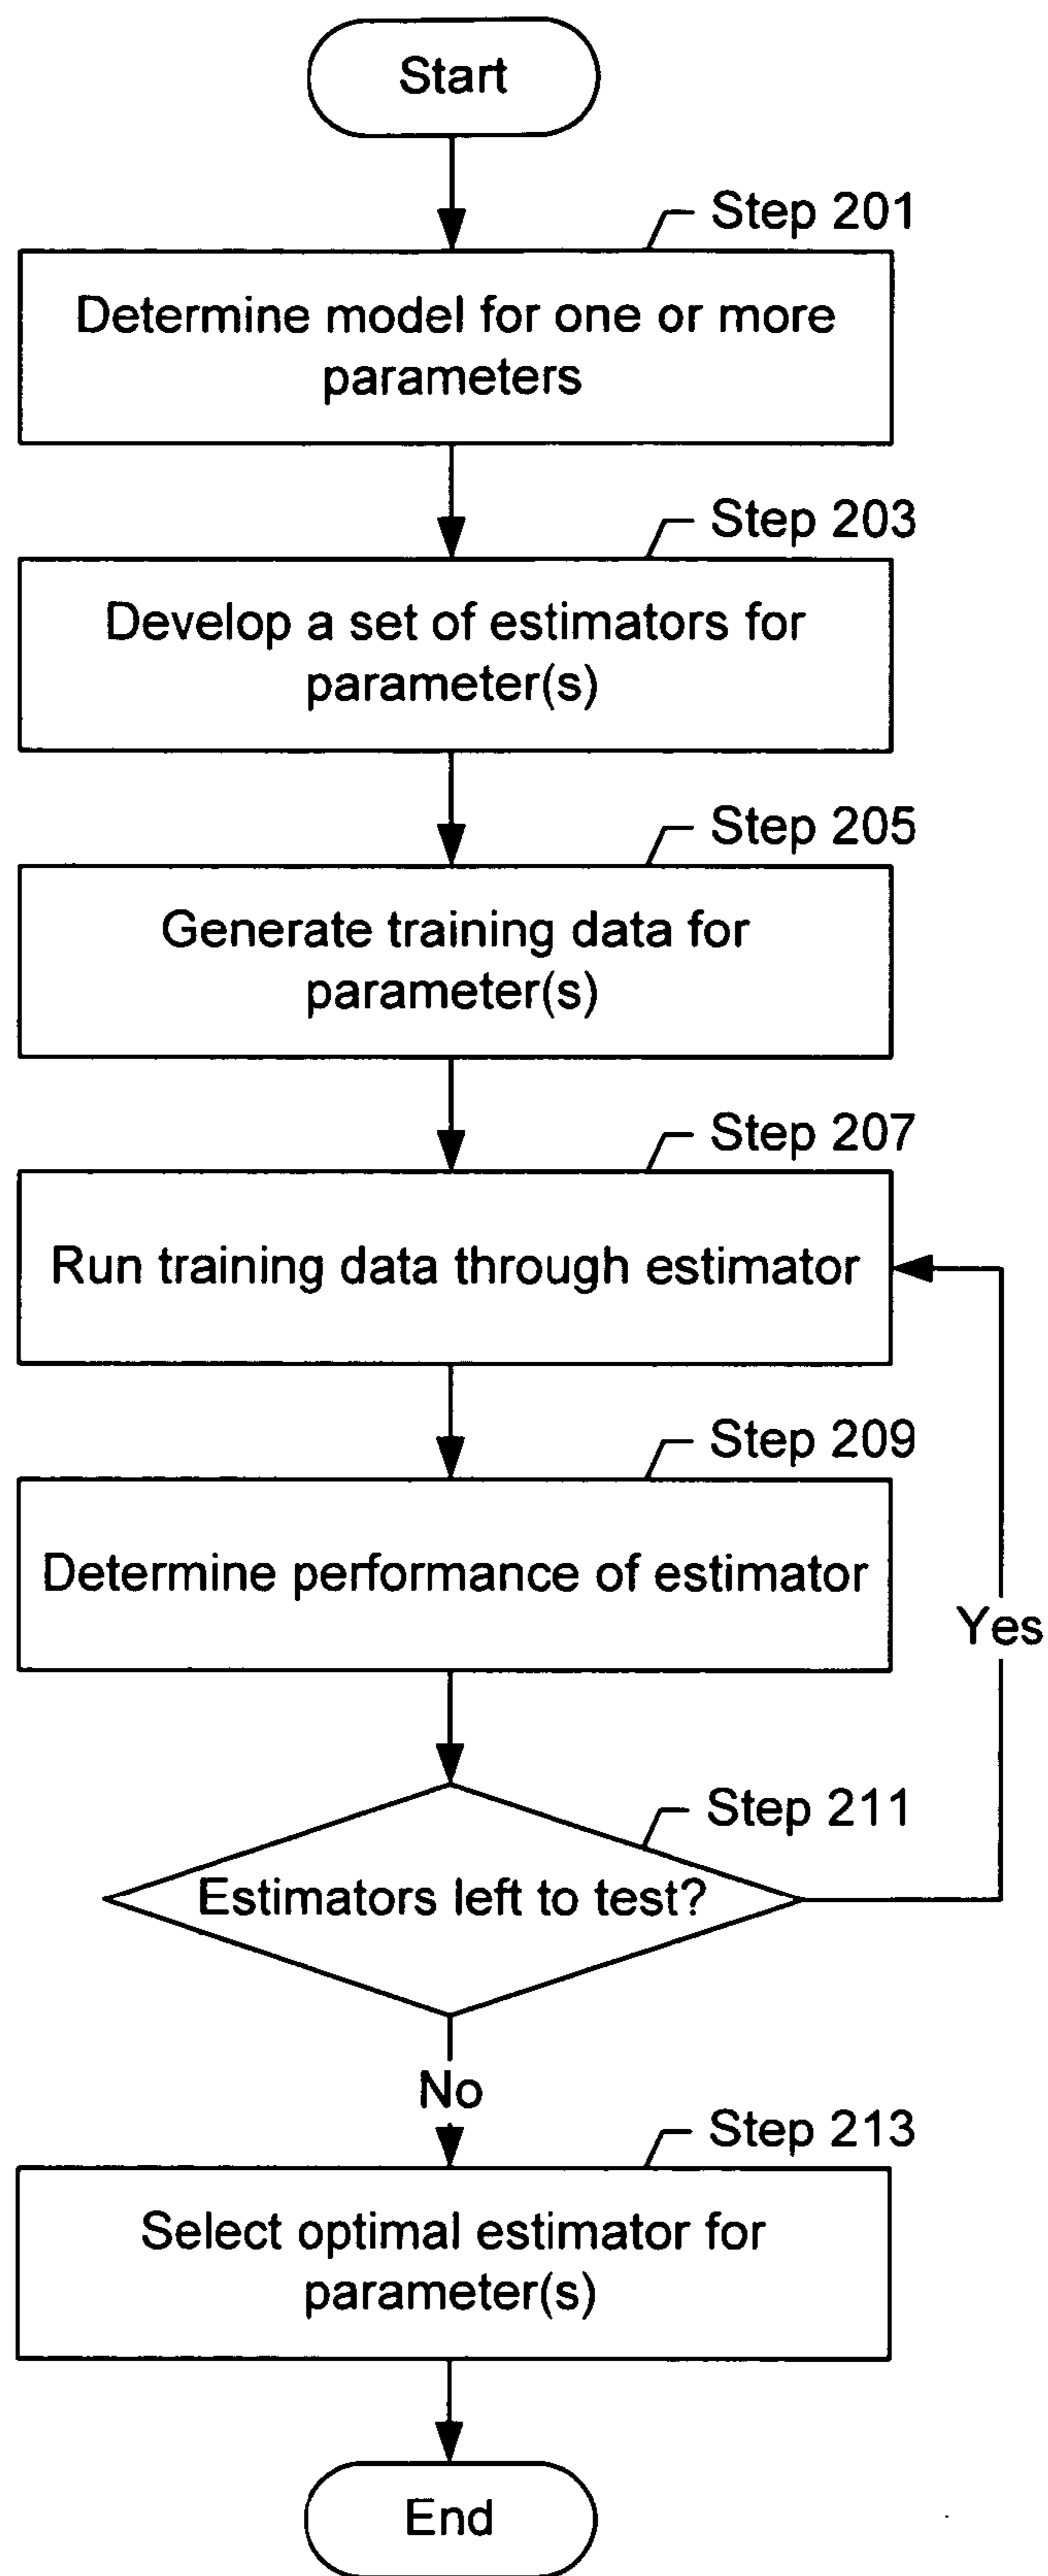 Start
Step 201
Determine model for one or more
parameters
Step 203
Develop a set of estimators for
parameter(s)
Step 205
Generate training data for
parameter(s)
Step 207
Run training data through estimator
Step 209
Determine performance of estimator
Yes
Step 211
Estimators left to test?
No
Step 213
Select optimal estimator for
parameter(s)
End